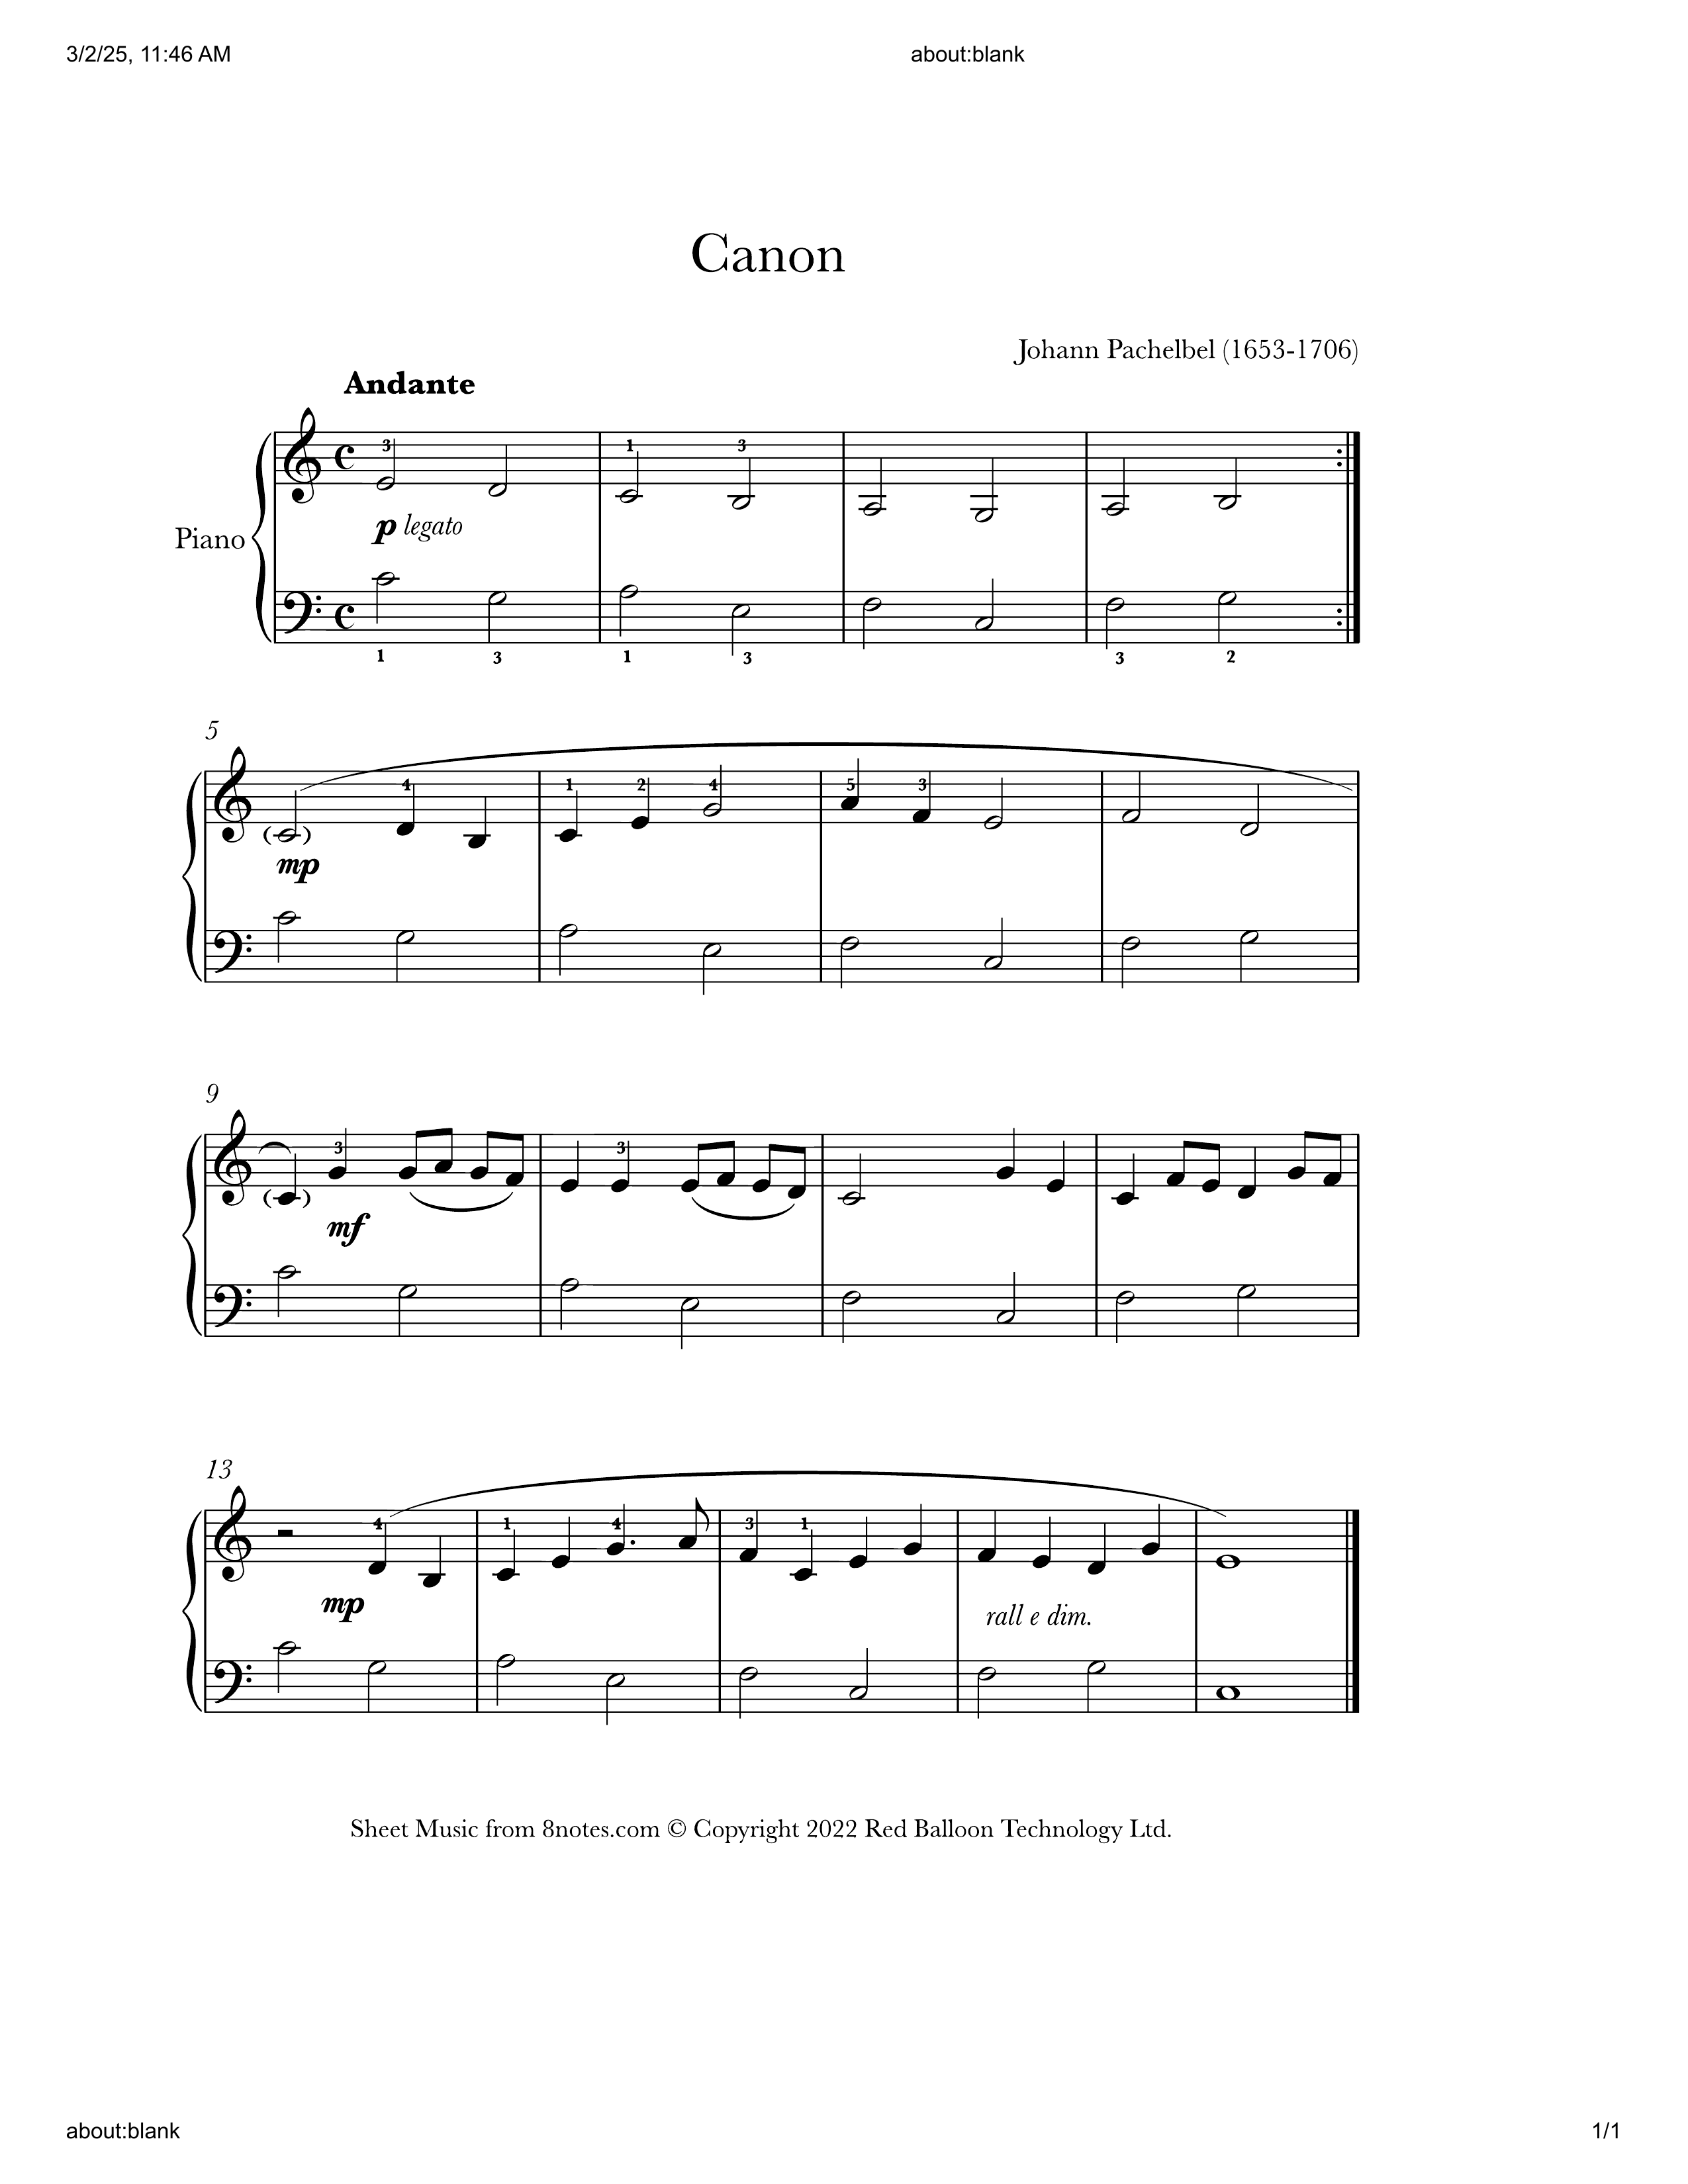 3/2/25, 11:46 AM about:blank
Canon
Johann Pachelbel (1653-1706)
Andante
3 1 3
p legato
Piano
1 3 1 3 3 2
5
4 1 2 4 5 3
mp
9
3 3
mf
13
4 1 4 3 1
mp
rall e dim.
Sheet Music from 8notes.com © Copyright 2022 Red Balloon Technology Ltd.
about:blank 1/1